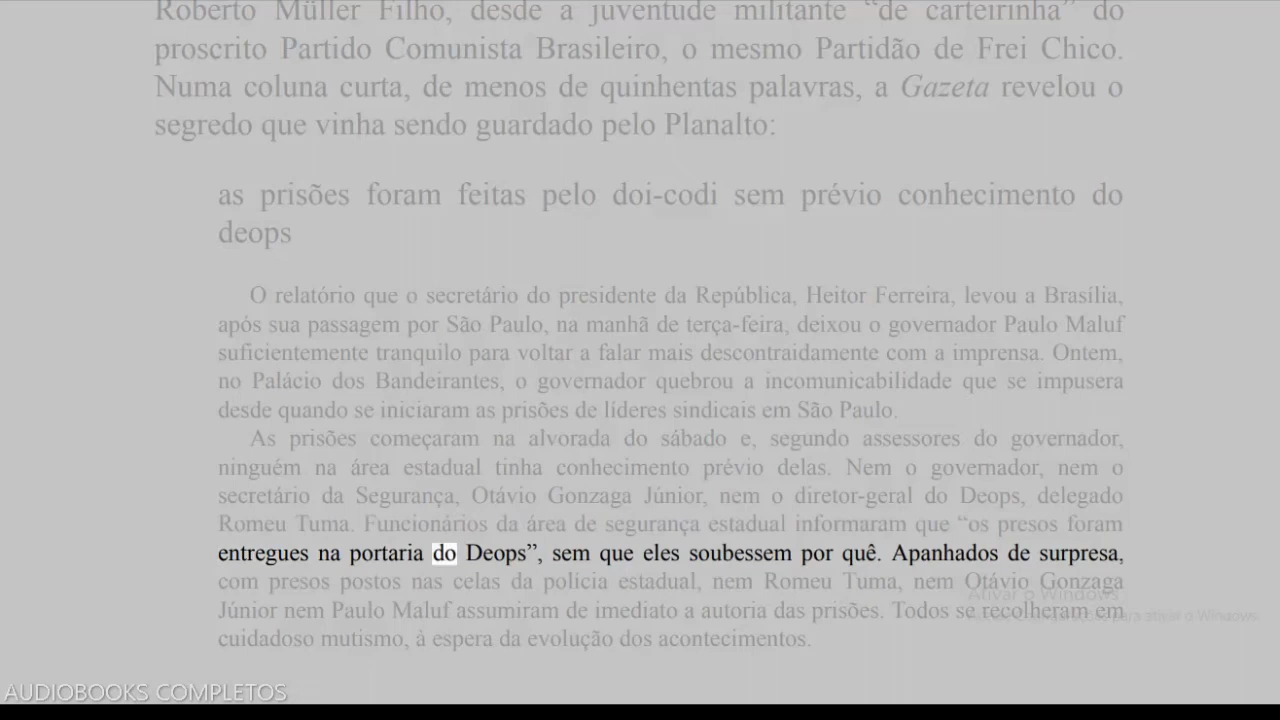 Roberto Müller Filho, desde a juventude militante “de carteirinha” do
proscrito Partido Comunista Brasileiro, o mesmo Partidão de Frei Chico.
Numa coluna curta, de menos de quinhentas palavras, a Gazeta revelou o
segredo que vinha sendo guardado pelo Planalto:
as prisões foram feitas pelo doi-codi sem prévio conhecimento do
deops
O relatório que o secretário do presidente da República, Heitor Ferreira, levou a Brasília,
após sua passagem por São Paulo, na manhã de terça-feira, deixou o governador Paulo Maluf
suficientemente tranquilo para voltar a falar mais descontraidamente com a imprensa. Ontem,
no Palácio dos Bandeirantes, o governador quebrou a incomunicabilidade que se impusera
desde quando se iniciaram as prisões de líderes sindicais em São Paulo.
As prisões começaram na alvorada do sábado e, segundo assessores do governador,
ninguém na área estadual tinha conhecimento prévio delas. Nem o governador, nem o
secretário da Segurança, Otávio Gonzaga Júnior, nem o diretor-geral do Deops, delegado
Romeu Tuma. Funcionários da área de segurança estadual informaram que “os presos foram
entregues na portaria do Deops”, sem que eles soubessem por quê. Apanhados de surpresa,
com presos postos nas celas da polícia estadual, nem Romeu Tuma, nem Otávio Gonzaga
Júnior nem Paulo Maluf assumiram de imediato a autoria das prisões. Todos se recolheram em
cuidadoso mutismo, à espera da evolução dos acontecimentos.
Ativar o Windows
para ativar o Windows.
AUDIOBOOKS COMPLETOS